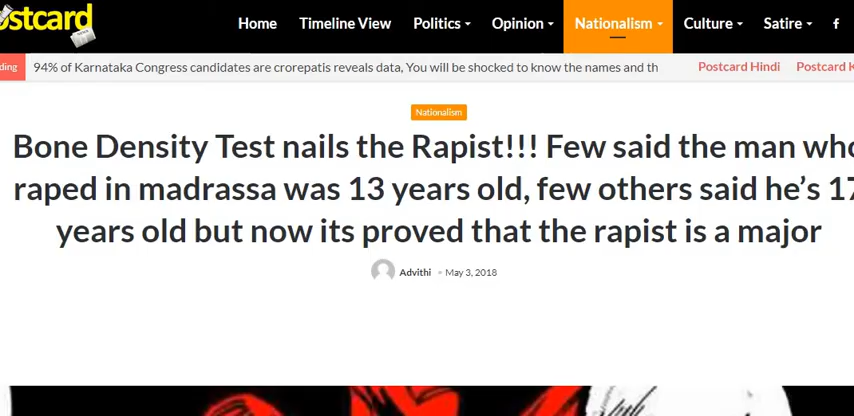 ostcard
Home Timeline View Politics Opinion Nationalism Culture Satire f
ding 94% of Karnataka Congress candidates are crorepatis reveals data, You will be shocked to know the names and th Postcard Hindi Postcard K
Nationalism
Bone Density Test nails the Rapist!!! Few said the man who
raped in madrassa was 13 years old, few others said he's 17
years old but now its proved that the rapist is a major
Advithi May 3, 2018